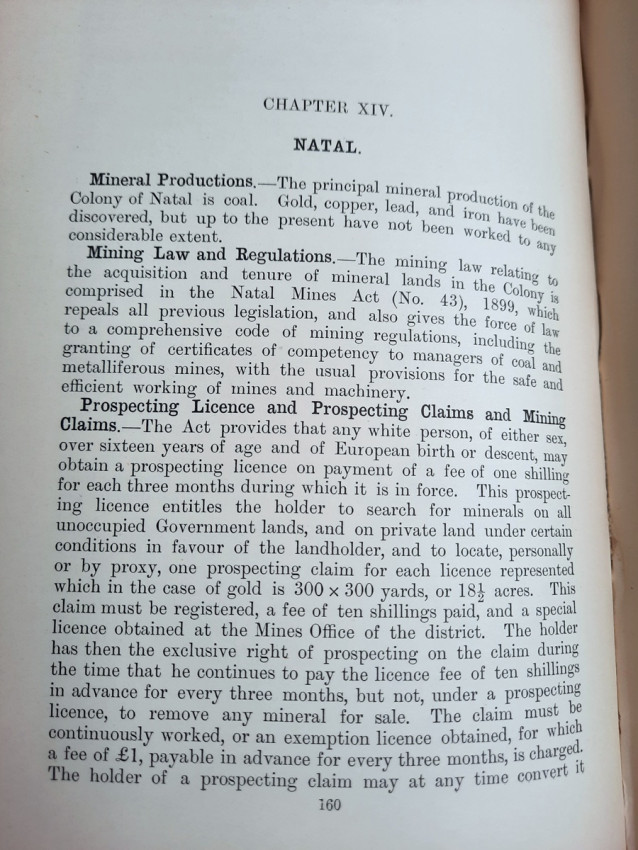 CHAPTER XIV.
NATAL.
Mineral Productions.—The principal mineral production of the
Colony of Natal is coal. Gold, copper, lead, and iron have been
discovered, but up to the present have not been worked to any
considerable extent.
Mining Law and Regulations.—The mining law relating to
the acquisition and tenure of mineral lands in the Colony is
comprised in the Natal Mines Act (No. 43), 1899, which
repeals all previous legislation, and also gives the force of law
to a comprehensive code of mining regulations, including the
granting of certificates of competency to managers of coal and
metalliferous mines, with the usual provisions for the safe and
efficient working of mines and machinery.
Prospecting Licence and Prospecting Claims and Mining
Claims.—The Act provides that any white person, of either sex,
over sixteen years of age and of European birth or descent, may
obtain a prospecting licence on payment of a fee of one shilling
for each three months during which it is in force. This prospect-
ing licence entitles the holder to search for minerals on all
unoccupied Government lands, and on private land under certain
conditions in favour of the landholder, and to locate, personally
or by proxy, one prospecting claim for each licence represented
which in the case of gold is 300 × 300 yards, or 18½ acres. This
claim must be registered, a fee of ten shillings paid, and a special
licence obtained at the Mines Office of the district. The holder
has then the exclusive right of prospecting on the claim during
the time that he continues to pay the licence fee of ten shillings
in advance for every three months, but not, under a prospecting
licence, to remove any mineral for sale. The claim must be
continuously worked, or an exemption licence obtained, for which
a fee of £1, payable in advance for every three months, is charged.
The holder of a prospecting claim may at any time convert it
160